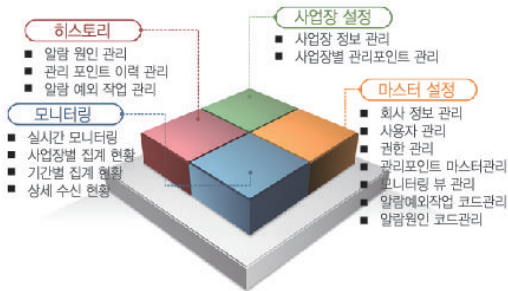 히스토리
알람 원인 관리
관리 포인트 이력 관리
알람 예외 작업 관리
모니터링
실시간 모니터링
사업장별 집계 현황
기간별 집계 현황
상세 수신 현황
사업장 설정
사업장 정보 관리
사업장별 관리포인트 관리
마스터 설정
회사 정보 관리
사용자 관리
권한 관리
관리포인트 마스터관리
모니터링 뷰 관리
알람예외작업 코드관리
알람원인 코드관리